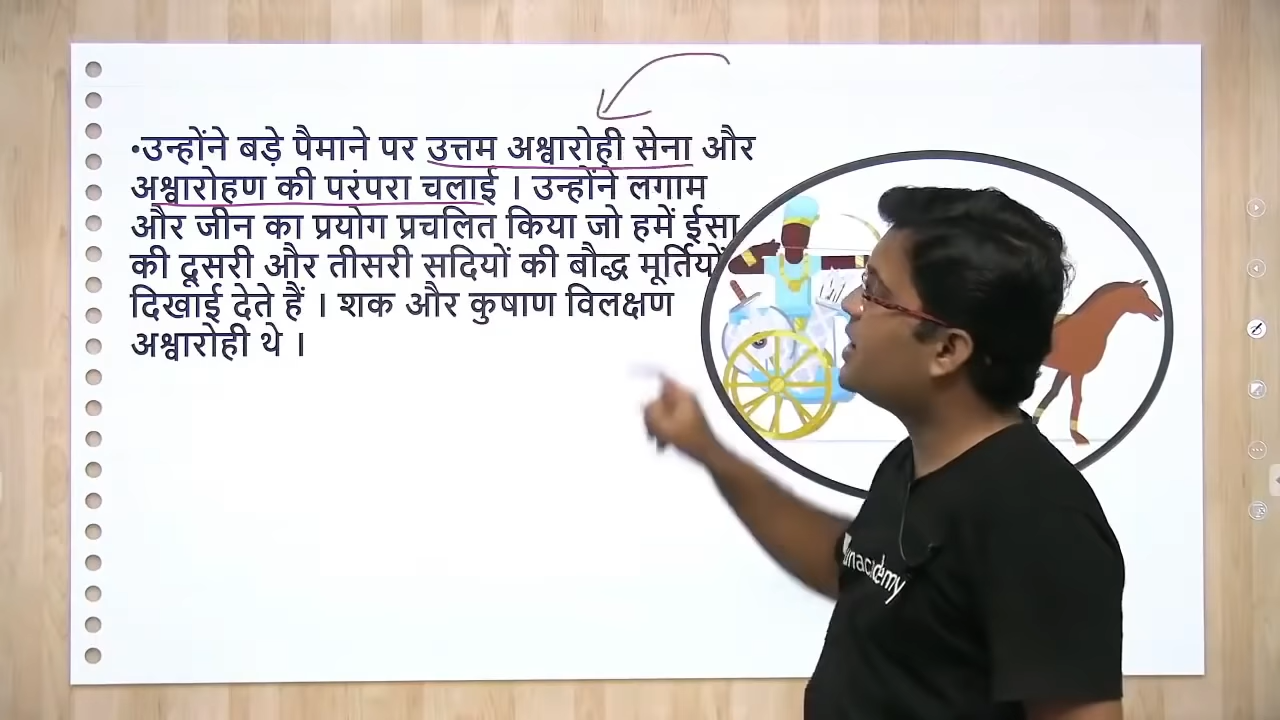 •उन्होंने बड़े पैमाने पर उत्तम अश्वारोही सेना और
अश्वारोहण की परंपरा चलाई । उन्होंने लगाम
और जीन का प्रयोग प्रचलित किया जो हमें ईसा
की दूसरी और तीसरी सदियों की बौद्ध मूर्तियों
दिखाई देते हैं । शक और कुषाण विलक्षण
अश्वारोही थे ।
unacademy